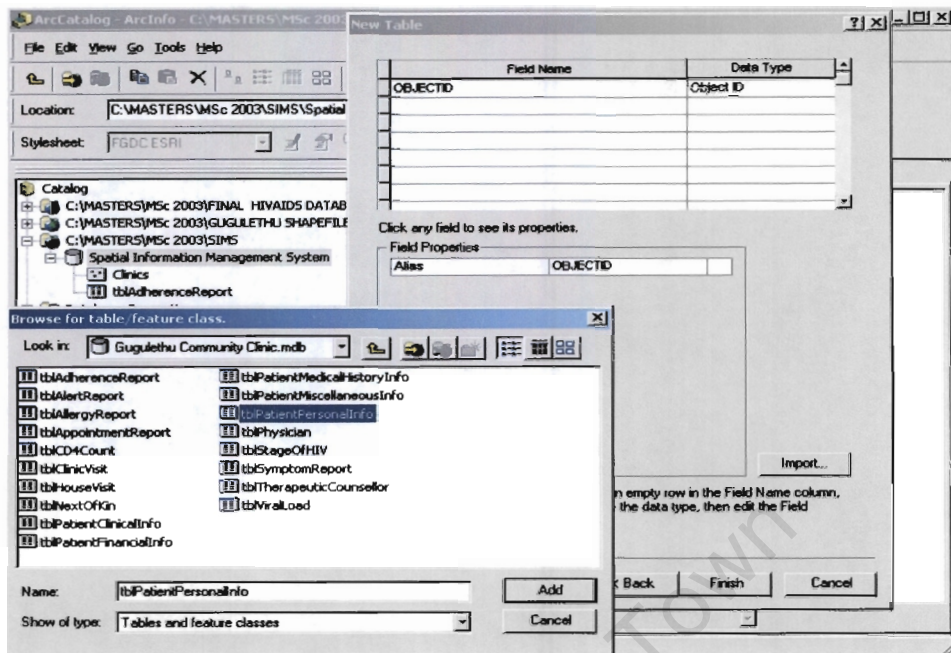 ArcCatalog - ArcInfo - C:\MASTERS\MSc 200
File Edit View Go Tools Help
Location: C:\MASTERS\MSc 2003\SIMS\Spatial
Stylesheet: FGDC ESRI
Catalog
C:\MASTERS\MSc 2003\FINAL HIVAIDS DATAB
C:\MASTERS\MSc 2003\GUGULETHU SHAPEFILE
C:\MASTERS\MSc 2003\SIMS
Spatial Information Management System
Clinics
tblAdherenceReport
New Table
Field Name Data Type
OBJECTID Object ID
Click any field to see its properties.
Field Properties
Alias OBJECTID
Import...
n empty row in the Field Name column,
the data type, then edit the Field
< Back Finish Cancel
Browse for table/feature class.
Look in: Gugulethu Community Clinic.mdb
tblAdherenceReport
tblAlertReport
tblAllergyReport
tblAppointmentReport
tblCD4Count
tblClinicVisit
tblHouseVisit
tblNextOfKin
tblPatientClinicalInfo
tblPatientFinancialInfo
tblPatientMedicalHistoryInfo
tblPatientMiscellaneousInfo
tblPatientPersonalInfo
tblPhysician
tblStageOfHIV
tblSymptomReport
tblTherapeuticCounsellor
tblViralLoad
Name: tblPatientPersonalInfo Add
Show of type: Tables and feature classes Cancel
Town